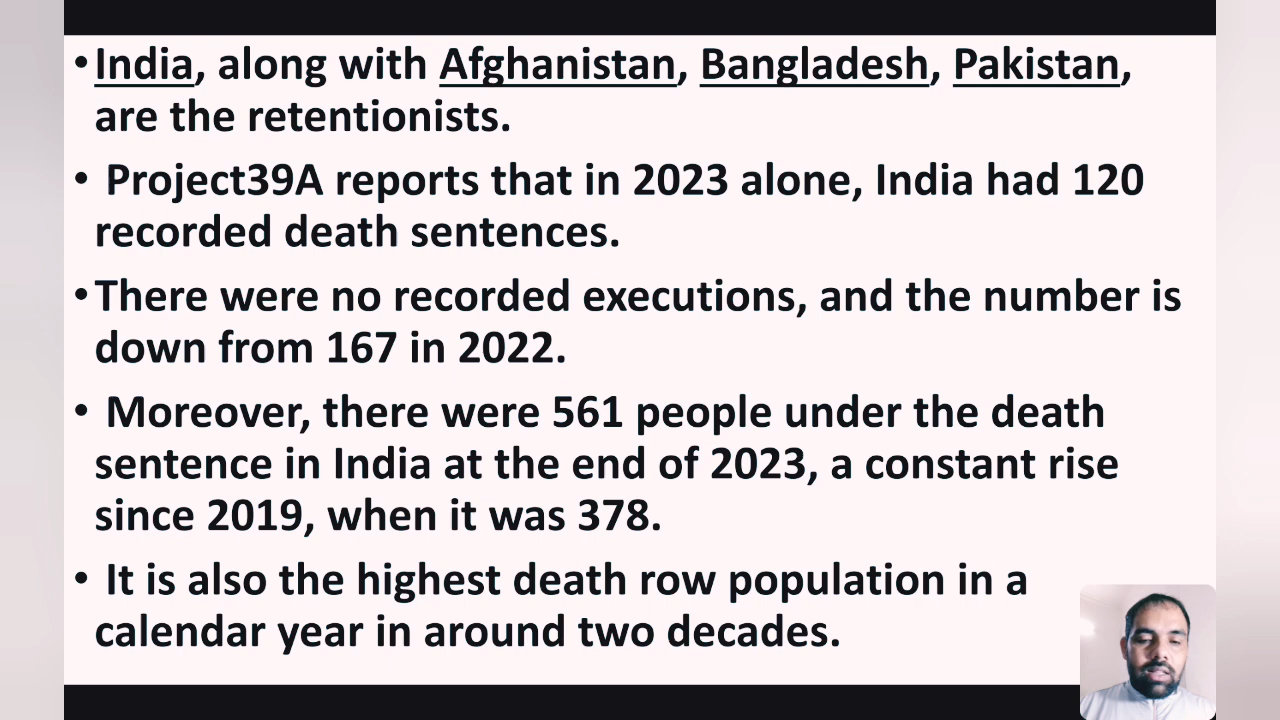 •India, along with Afghanistan, Bangladesh, Pakistan,
are the retentionists.
• Project39A reports that in 2023 alone, India had 120
recorded death sentences.
•There were no recorded executions, and the number is
down from 167 in 2022.
• Moreover, there were 561 people under the death
sentence in India at the end of 2023, a constant rise
since 2019, when it was 378.
• It is also the highest death row population in a
calendar year in around two decades.